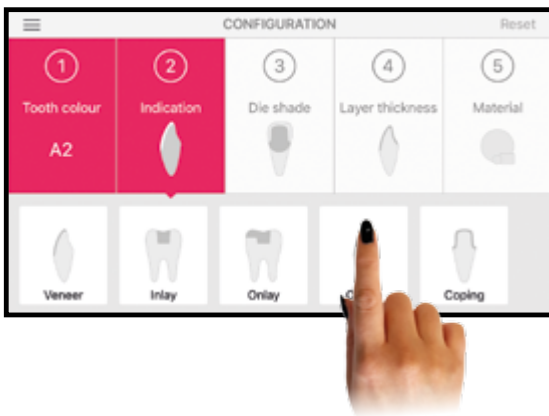 CONFIGURATION
Reset
1
2
3
4
5
Tooth colour
Indication
Die shade
Layer thickness
Material
A2
Veneer
Inlay
Onlay
Coping